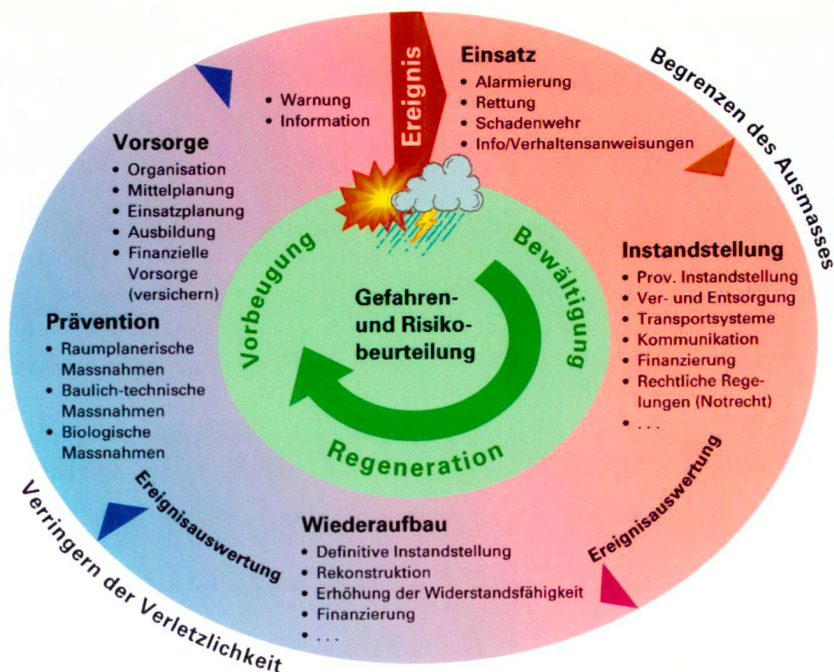 Ereignis
Einsatz
• Alarmierung
• Rettung
• Schadenwehr
• Info/Verhaltensanweisungen
Begrenzen des Ausmasses
Instandstellung
• Prov. Instandstellung
• Ver- und Entsorgung
• Transportsysteme
• Kommunikation
• Finanzierung
• Rechtliche Rege-
lungen (Notrecht)
• . . .
Ereignisauswertung
Wiederaufbau
• Definitive Instandstellung
• Rekonstruktion
• Erhöhung der Widerstandsfähigkeit
• Finanzierung
• . . .
Ereignisauswertung
Verringern der Verletzlichkeit
Prävention
• Raumplanerische
Massnahmen
• Baulich-technische
Massnahmen
• Biologische
Massnahmen
Vorsorge
• Organisation
• Mittelplanung
• Einsatzplanung
• Ausbildung
• Finanzielle
Vorsorge
(versichern)
• Warnung
• Information
Bewältigung
Regeneration
Vorbeugung
Gefahren-
und Risiko-
beurteilung